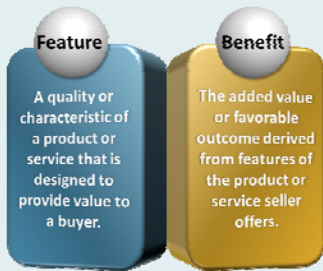 Feature
A quality or
characteristic of
a product or
service that is
designed to
provide value to
a buyer.
Benefit
The added value
or favorable
outcome derived
from features of
the product or
service seller
offers.